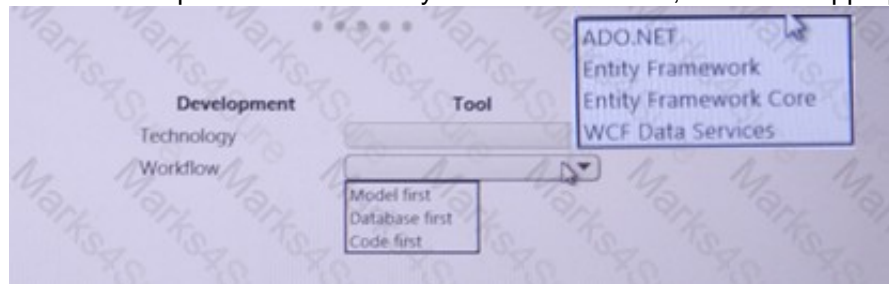 ADO.NET
Entity Framework
Entity Framework Core
WCF Data Services
Development Tool
Technology
Workflow
Model first
Database first
Code first
Marks4Sure